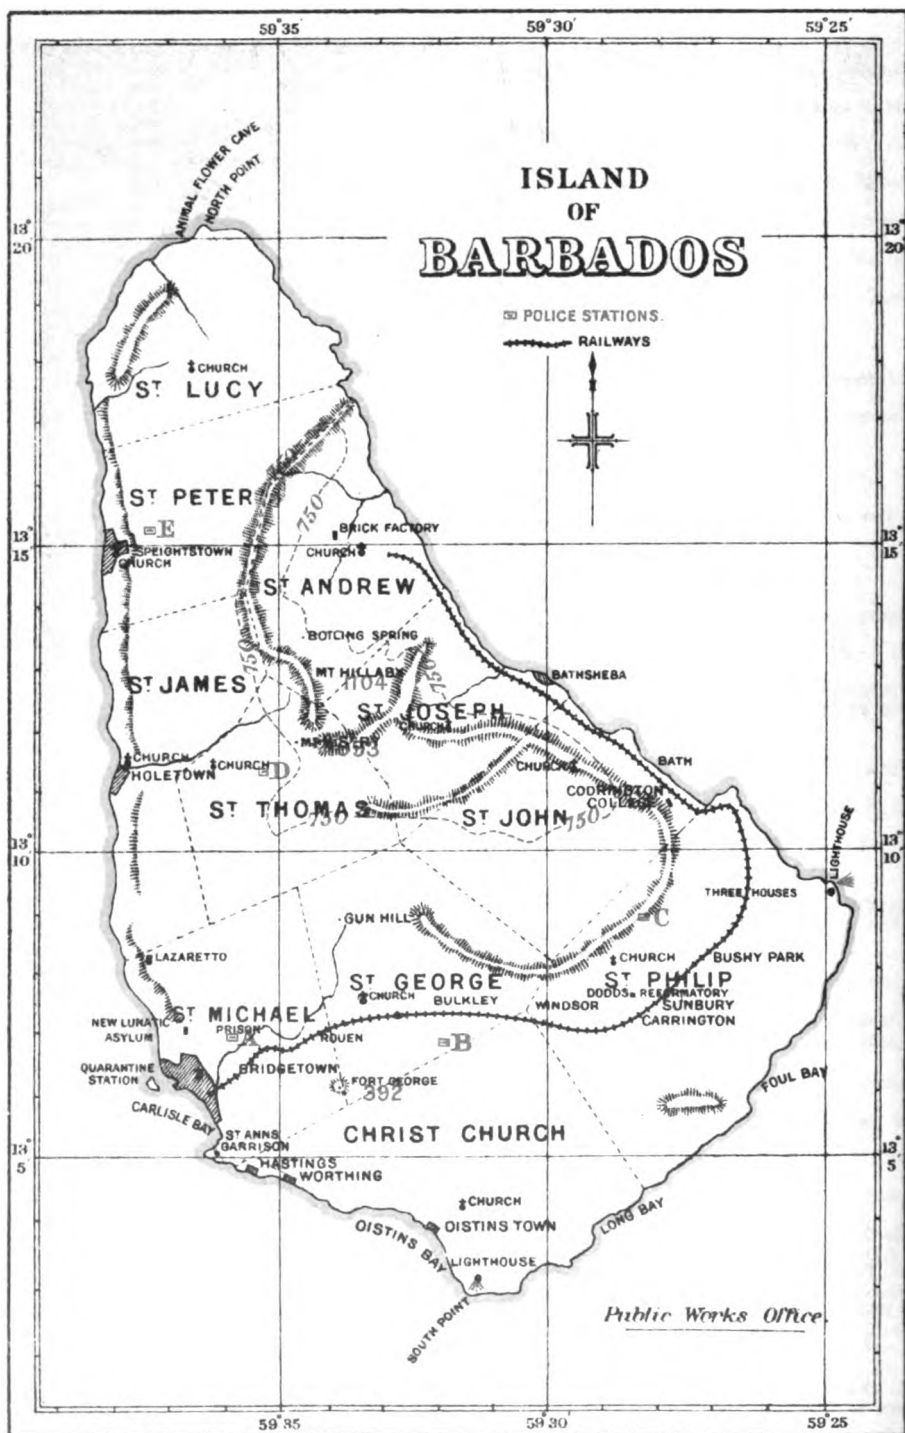 59°35′ 59°30′ 59°25′
ANIMAL FLOWER CAVE
NORTH POINT
ISLAND
OF
BARBADOS
POLICE STATIONS.
RAILWAYS
13°
20′
13°
20′
CHURCH
ST LUCY
ST PETER
750
E
SPEIGHTSTOWN
CHURCH
13°
15′
13°
15′
BRICK FACTORY
CHURCH
ST ANDREW
BOILING SPRING
750
MT HILLABY
1104
750
BATHSHEBA
ST JAMES
ST JOSEPH
CHURCH
CHURCH
HOLETOWN
CHURCH
D
CHURCH
BATH
CODRINGTON
COLLEGE
ST THOMAS
750
ST JOHN
750
13°
10′
13°
10′
LIGHTHOUSE
THREE HOUSES
GUN HILL
C
LAZARETTO
CHURCH
BUSHY PARK
ST GEORGE
CHURCH
ST PHILIP
DODDS REFORMATORY
BULKLEY
WINDSOR
SUNBURY
CARRINGTON
ST MICHAEL
NEW LUNATIC
ASYLUM
PRISON
A
ROUEN
B
QUARANTINE
STATION
BRIDGETOWN
FORT GEORGE
392
FOUL BAY
CARLISLE BAY
ST ANNS
GARRISON
CHRIST CHURCH
13°
5′
13°
5′
HASTINGS
WORTHING
CHURCH
OISTINS TOWN
LONG BAY
OISTINS BAY
LIGHTHOUSE
SOUTH POINT
Public Works Office.
59°35 59°30 59°25